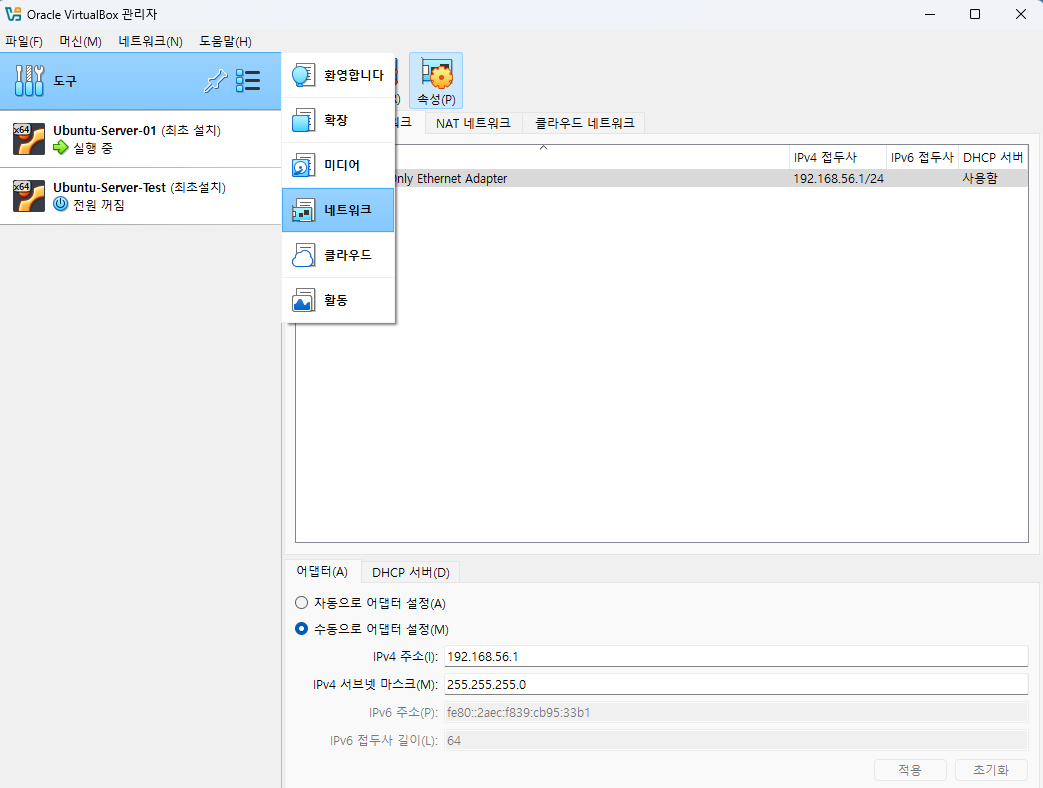 Oracle VirtualBox 관리자
파일(F) 머신(M) 네트워크(N) 도움말(H)
도구
Ubuntu-Server-01 (최초 설치)
실행 중
Ubuntu-Server-Test (최초설치)
전원 꺼짐
환영합니다
확장
미디어
네트워크
클라우드
활동
속성(P)
워크 NAT 네트워크 클라우드 네트워크
IPv4 접두사 IPv6 접두사 DHCP 서버
Only Ethernet Adapter 192.168.56.1/24 사용함
어댑터(A) DHCP 서버(D)
자동으로 어댑터 설정(A)
수동으로 어댑터 설정(M)
IPv4 주소(I): 192.168.56.1
IPv4 서브넷 마스크(M): 255.255.255.0
IPv6 주소(P): fe80::2aec:f839:cb95:33b1
IPv6 접두사 길이(L): 64
적용 초기화